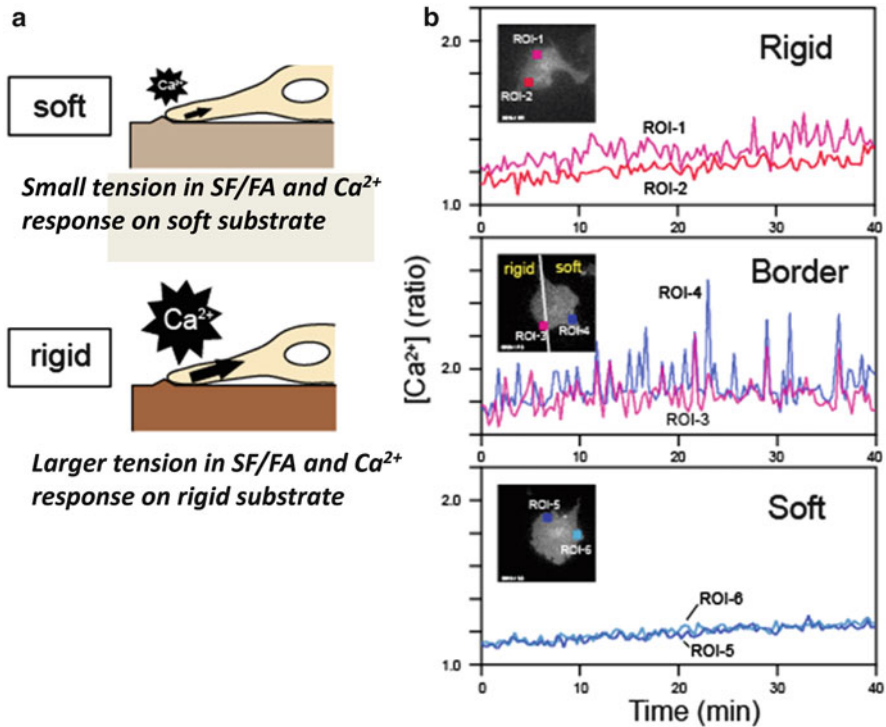 a
soft
Ca2+
Small tension in SF/FA and Ca2+
response on soft substrate
rigid
Ca2+
Larger tension in SF/FA and Ca2+
response on rigid substrate
b
[Ca2+] (ratio)
2.0
1.0
ROI-1
ROI-2
Rigid
ROI-1
ROI-2
0 10 20 30 40
2.0
rigid soft
ROI-3
ROI-4
Border
ROI-4
ROI-3
0 10 20 30 40
2.0
1.0
ROI-5
ROI-6
Soft
ROI-6
ROI-5
0 10 20 30 40
Time (min)